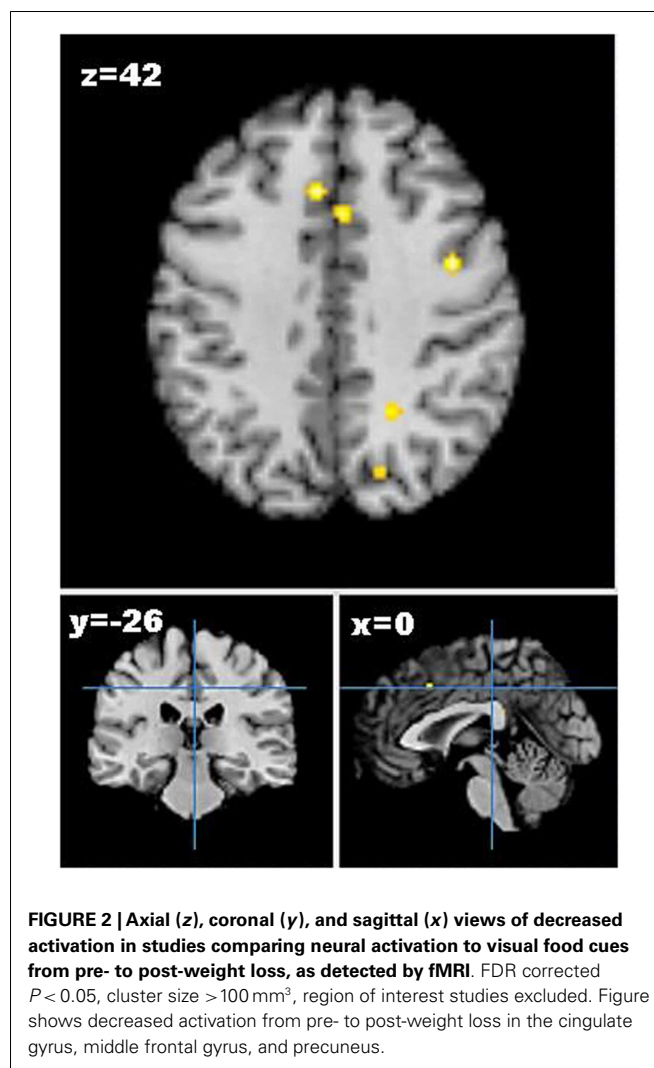 z=42
y=-26
x=0
FIGURE 2 | Axial (z), coronal (y), and sagittal (x) views of decreased
activation in studies comparing neural activation to visual food cues
from pre- to post-weight loss, as detected by fMRI. FDR corrected
P < 0.05, cluster size >100 mm³, region of interest studies excluded. Figure
shows decreased activation from pre- to post-weight loss in the cingulate
gyrus, middle frontal gyrus, and precuneus.